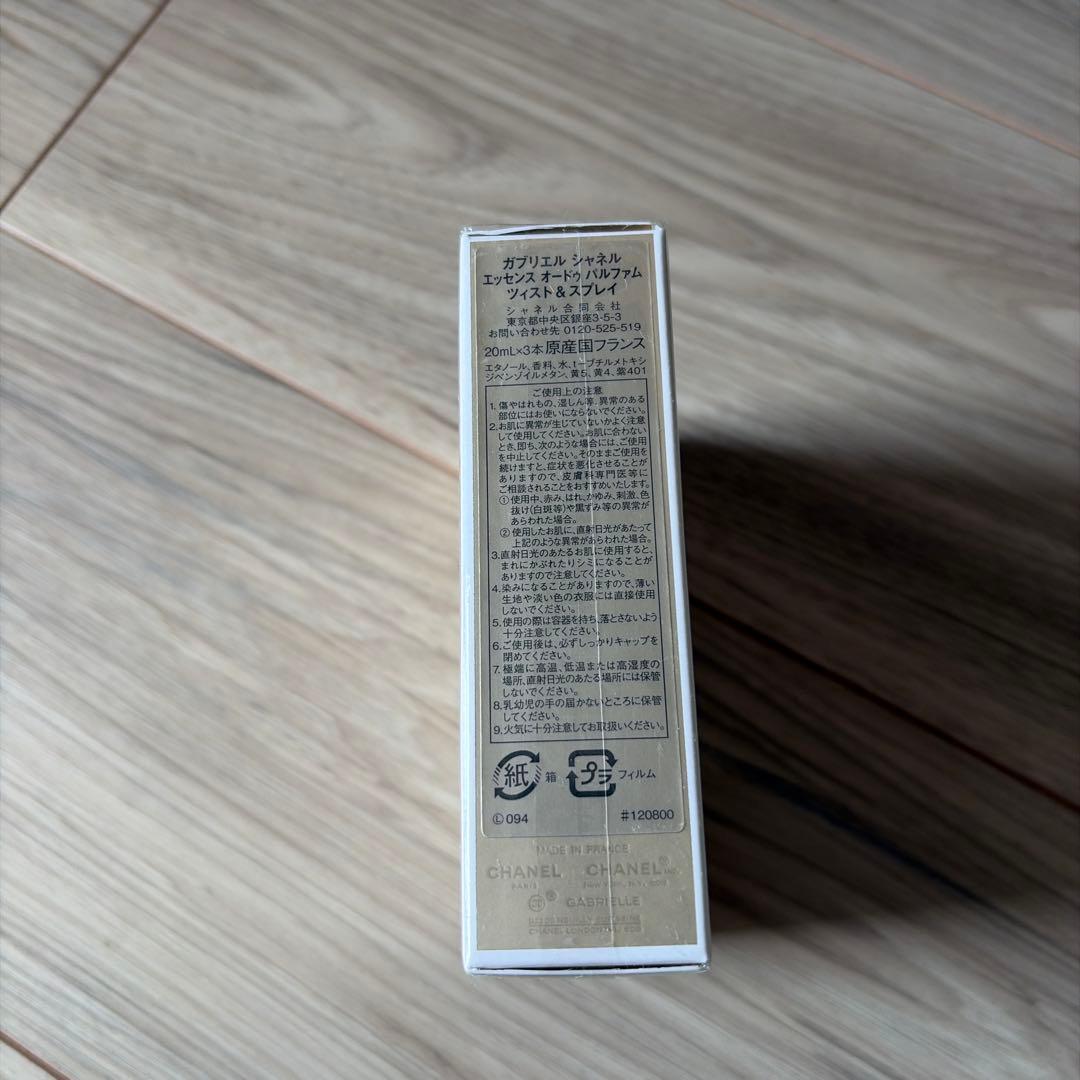 ガブリエル シャネル
エッセンス オードゥ パルファム
ツィスト＆スプレイ
シャネル合同会社
東京都中央区銀座3-5-3
お問い合わせ先 0120-525-519
20mL×3本 原産国フランス
エタノール、香料、水、t-ブチルメトキシ
ジベンゾイルメタン、黄5、黄4、紫401
ご使用上の注意
1. 傷やはれもの、湿しん等、異常のある
部位にはお使いにならないでください。
2. お肌に異常が生じていないかよく注意
して使用してください。お肌に合わない
とき、即ち、次のような場合には、ご使用
を中止してください。そのままご使用を
続けますと、症状を悪化させることが
ありますので、皮膚科専門医等に
ご相談されることをおすすめいたします。
① 使用中、赤み、はれ、かゆみ、刺激、色
抜け(白斑等)や黒ずみ等の異常が
あらわれた場合。
② 使用したお肌に、直射日光があたって
上記のような異常があらわれた場合。
3. 直射日光のあたるお肌に使用すると、
まれにかぶれたりシミになることが
ありますので注意してください。
4. 染みになることがありますので、薄い
生地や淡い色の衣服には直接使用
しないでください。
5. 使用の際は容器を持ち、落とさないよう
十分注意してください。
6. ご使用後は、必ずしっかりキャップを
閉めてください。
7. 極端に高温、低温または高湿度の
場所、直射日光のあたる場所には保管
しないでください。
8. 乳幼児の手の届かないところに保管
してください。
9. 火気に十分注意してお取扱いください。
紙 箱 プラ フィルム
Ⓛ 094 #120800
MADE IN FRANCE
CHANEL CHANEL® INC.
PARIS NEW YORK, N.Y.
® GABRIELLE
CHANEL LONDON